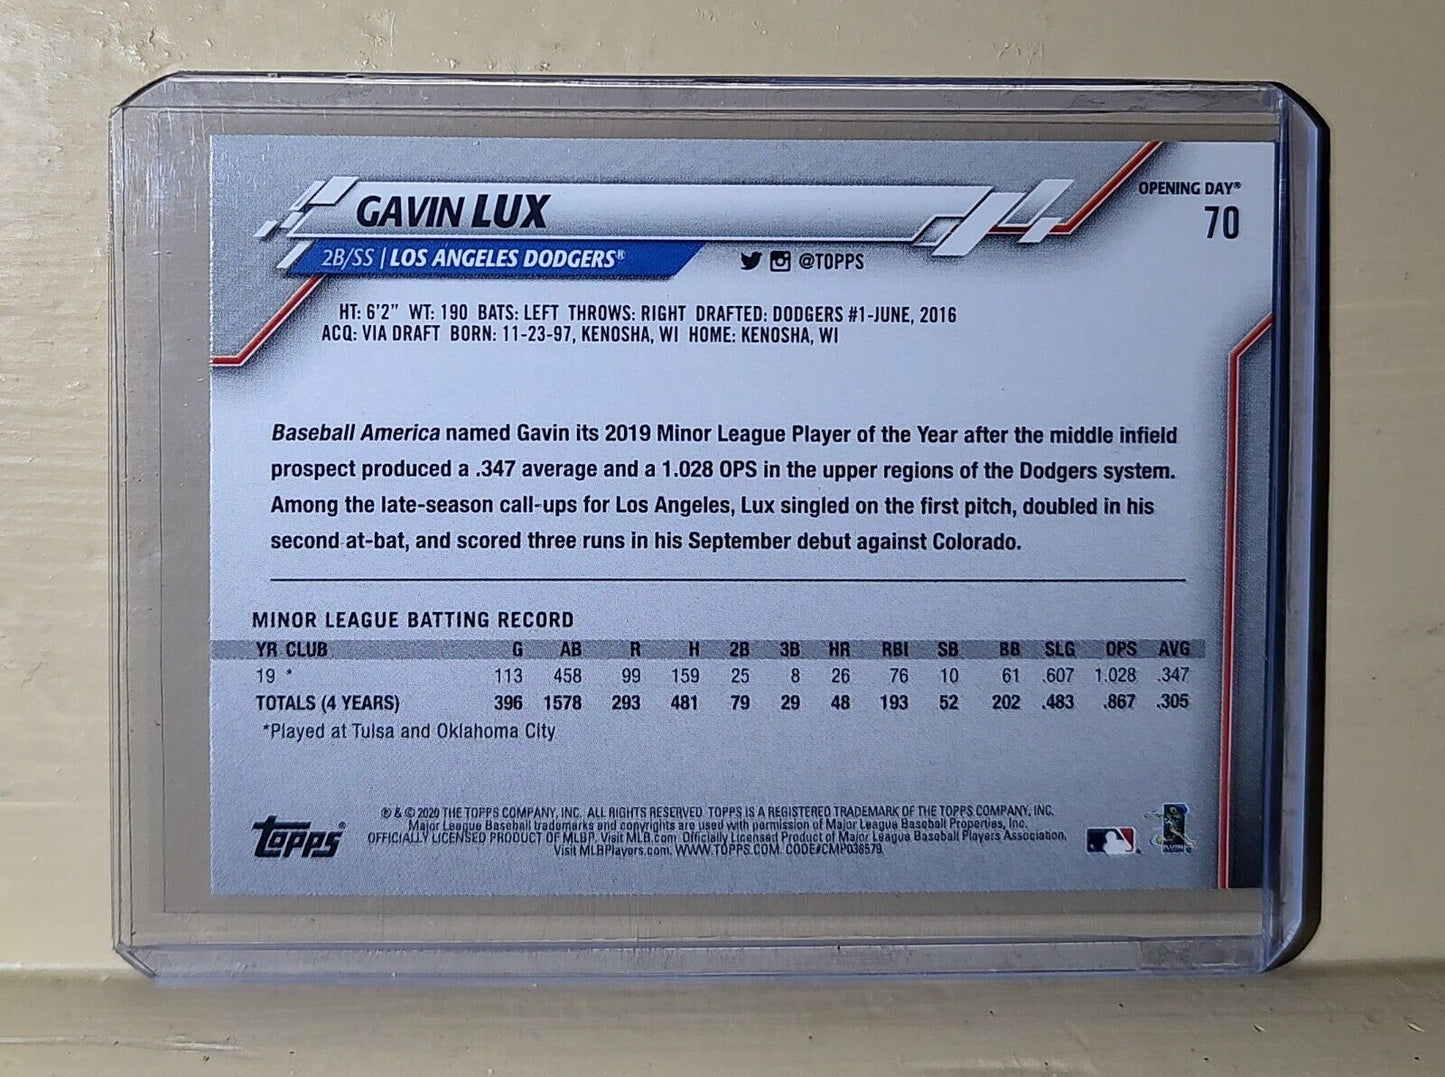 OPENING DAY®
70
GAVIN LUX
2B/SS | LOS ANGELES DODGERS®
@TOPPS
HT: 6'2" WT: 190 BATS: LEFT THROWS: RIGHT DRAFTED: DODGERS #1-JUNE, 2016
ACQ: VIA DRAFT BORN: 11-23-97, KENOSHA, WI HOME: KENOSHA, WI
Baseball America named Gavin its 2019 Minor League Player of the Year after the middle infield
prospect produced a .347 average and a 1.028 OPS in the upper regions of the Dodgers system.
Among the late-season call-ups for Los Angeles, Lux singled on the first pitch, doubled in his
second at-bat, and scored three runs in his September debut against Colorado.
MINOR LEAGUE BATTING RECORD
YR CLUB G AB R H 2B 3B HR RBI SB BB SLG OPS AVG
19 * 113 458 99 159 25 8 26 76 10 61 .607 1.028 .347
TOTALS (4 YEARS) 396 1578 293 481 79 29 48 193 52 202 .483 .867 .305
*Played at Tulsa and Oklahoma City
Topps®
® & © 2020 THE TOPPS COMPANY, INC. ALL RIGHTS RESERVED. TOPPS IS A REGISTERED TRADEMARK OF THE TOPPS COMPANY, INC.
Major League Baseball trademarks and copyrights are used with permission of Major League Baseball Properties, Inc.
OFFICIALLY LICENSED PRODUCT OF MLBP. Visit MLB.com. Officially Licensed Product of Major League Baseball Players Association.
Visit MLBPlayers.com. WWW.TOPPS.COM. CODE#CMP038579